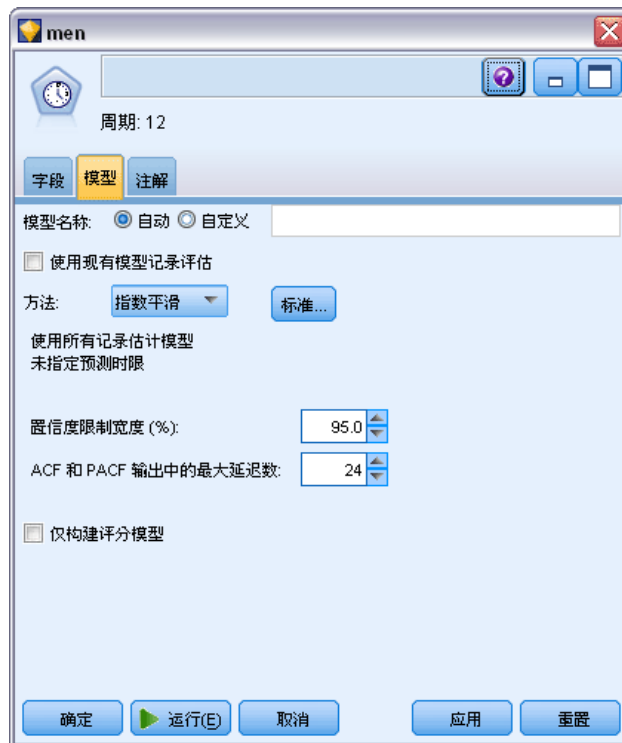 men
周期: 12
字段 模型 注解
模型名称: 自动 自定义
使用现有模型记录评估
方法: 指数平滑 标准...
使用所有记录估计模型
未指定预测时限
置信度限制宽度 (%): 95.0
ACF 和 PACF 输出中的最大延迟数: 24
仅构建评分模型
确定 运行(E) 取消 应用 重置